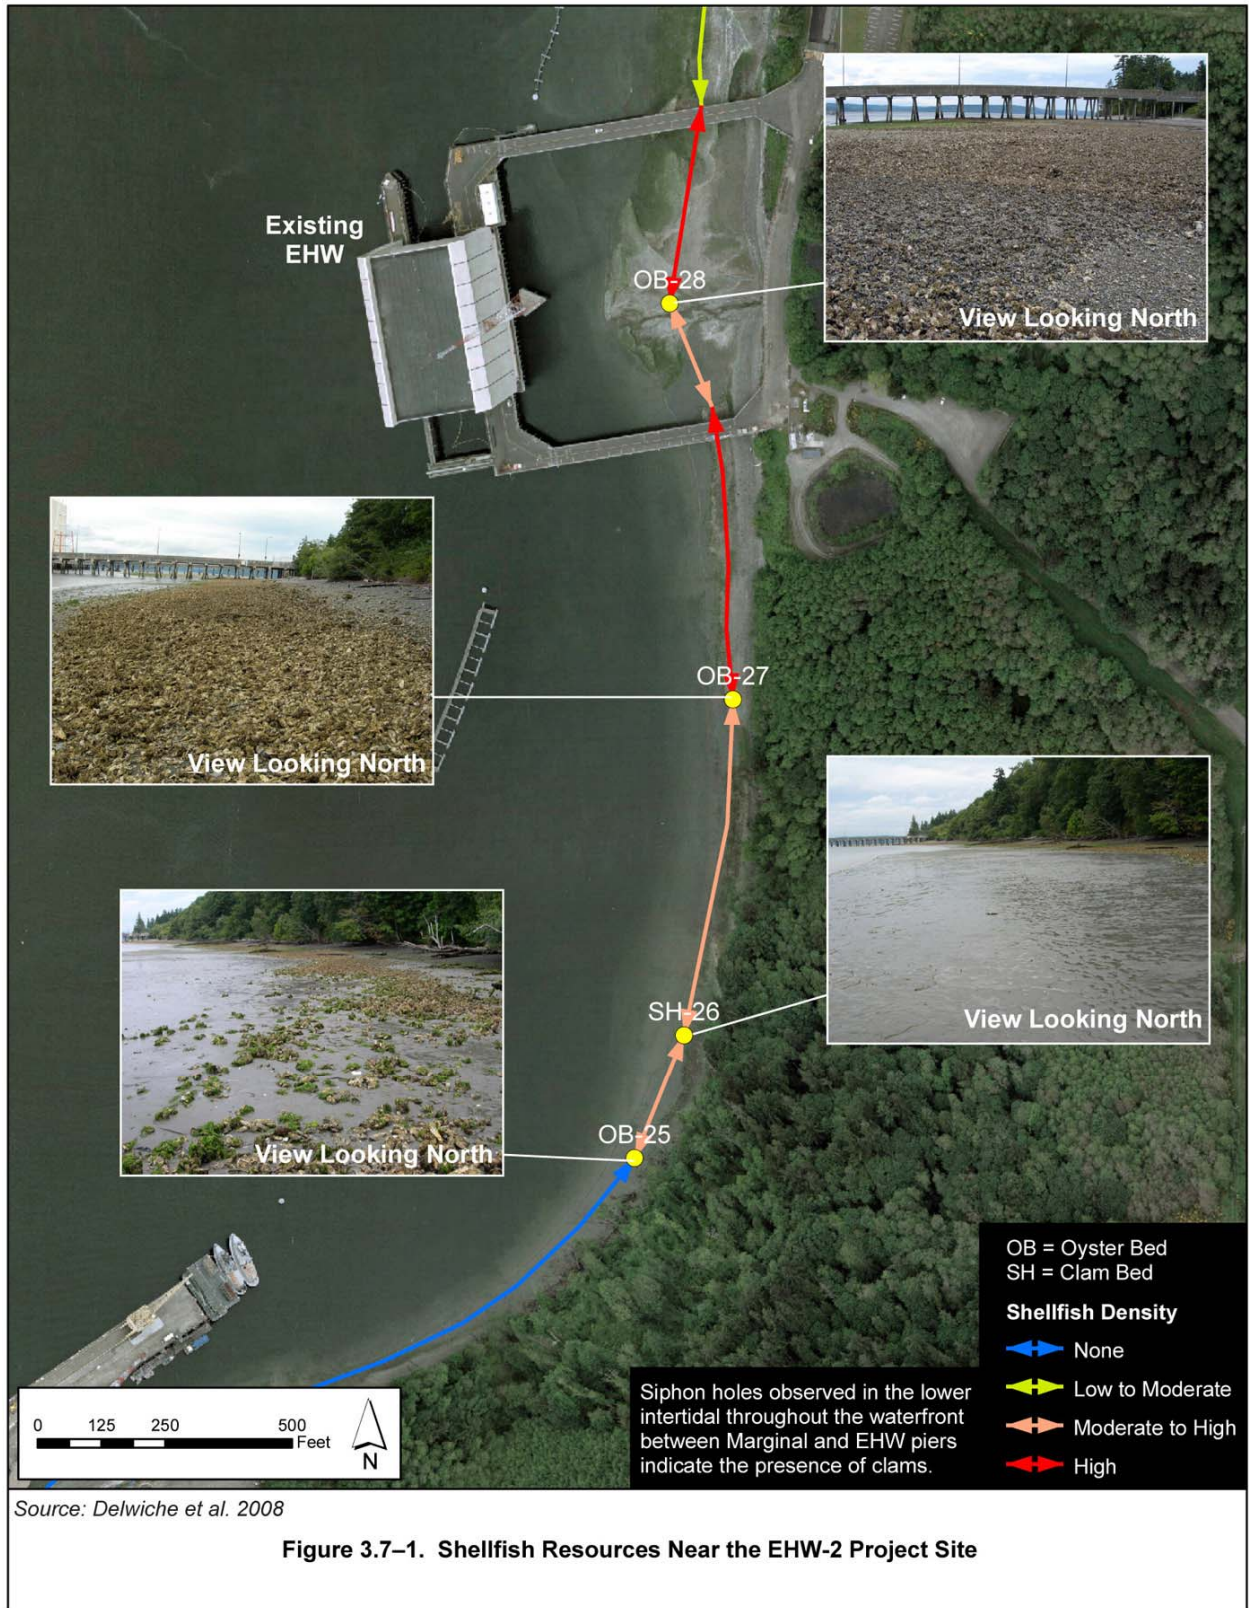 Existing
EHW
OB-28
View Looking North
View Looking North
OB-27
SH-26
View Looking North
OB-25
View Looking North
OB = Oyster Bed
SH = Clam Bed
Shellfish Density
None
Low to Moderate
Moderate to High
High
Siphon holes observed in the lower
intertidal throughout the waterfront
between Marginal and EHW piers
indicate the presence of clams.
0 125 250 500
Feet
N
Source: Delwiche et al. 2008
Figure 3.7–1. Shellfish Resources Near the EHW-2 Project Site